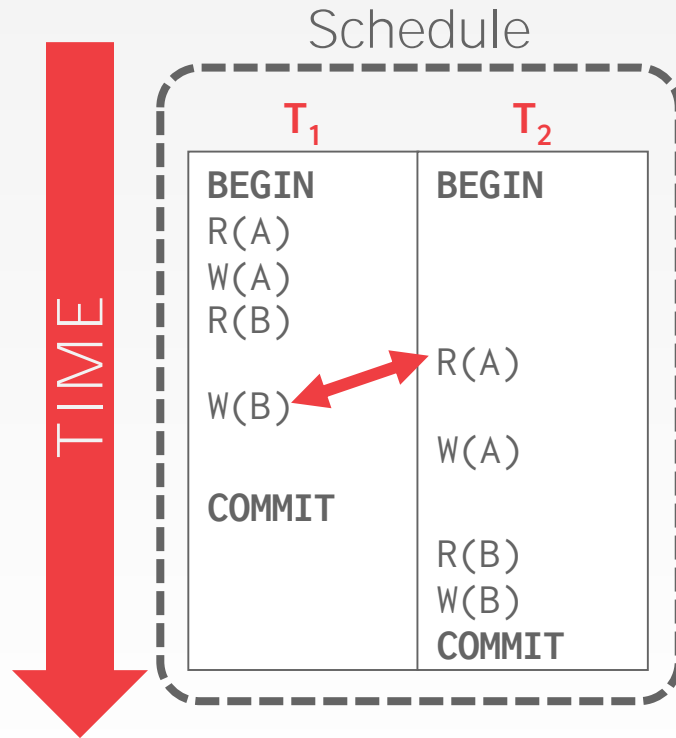 Schedule
TIME
T₁ T₂
BEGIN BEGIN
R(A)
W(A)
R(B)
R(A)
W(B)
W(A)
COMMIT
R(B)
W(B)
COMMIT